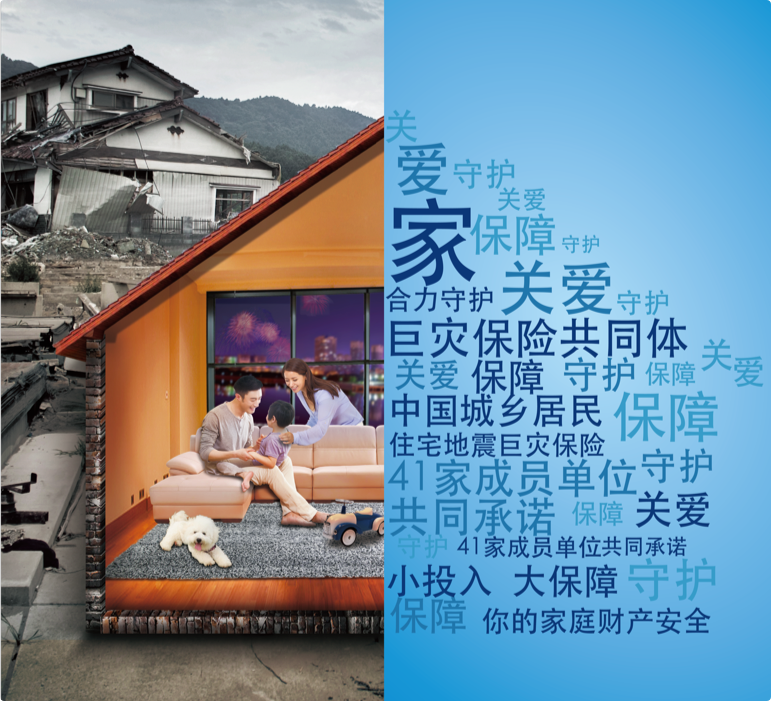 关
爱 守护
关爱
家 保障 守护
合力守护 关爱 守护
巨灾保险共同体 关爱
关爱 保障 守护 保障
中国城乡居民 保障
住宅地震巨灾保险
41家成员单位 守护
共同承诺 保障 关爱
守护 41家成员单位共同承诺
小投入 大保障 守护
保障 你的家庭财产安全